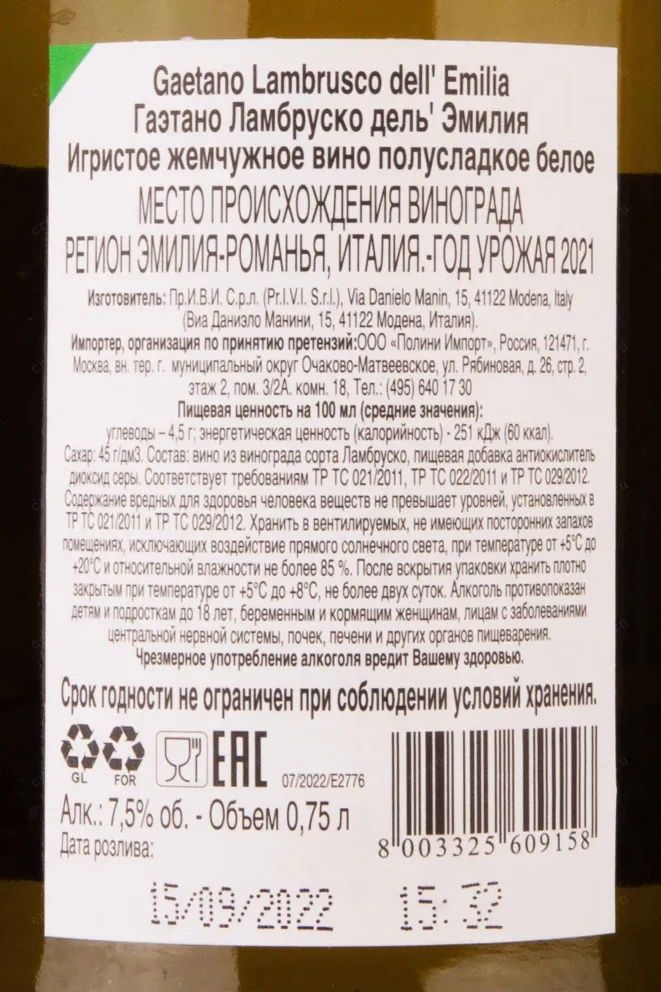 Gaetano Lambrusco dell' Emilia
Гаэтано Ламбруско дель' Эмилия
Игристое жемчужное вино полусладкое белое
МЕСТО ПРОИСХОЖДЕНИЯ ВИНОГРАДА
РЕГИОН ЭМИЛИЯ-РОМАНЬЯ, ИТАЛИЯ.-ГОД УРОЖАЯ 2021
Изготовитель: Пр.И.В.И. С.р.л. (Pr.I.V.I. S.r.l.), Via Danielo Manin, 15, 41122 Modena, Italy
(Виа Даниэло Манини, 15, 41122 Модена, Италия).
Импортер, организация по принятию претензий:ООО «Полини Импорт», Россия, 121471, г.
Москва, вн. тер. г. муниципальный округ Очаково-Матвеевское, ул. Рябиновая, д. 26, стр. 2,
этаж 2, пом. 3/2А. комн. 18, Тел.: (495) 640 17 30
Пищевая ценность на 100 мл (средние значения):
углеводы – 4,5 г; энергетическая ценность (калорийность) - 251 кДж (60 ккал).
Сахар: 45 г/дм3. Состав: вино из винограда сорта Ламбруско, пищевая добавка антиокислитель
диоксид серы. Соответствует требованиям ТР ТС 021/2011, ТР ТС 022/2011 и ТР ТС 029/2012.
Содержание вредных для здоровья человека веществ не превышает уровней, установленных в
ТР ТС 021/2011 и ТР ТС 029/2012. Хранить в вентилируемых, не имеющих посторонних запахов
помещениях, исключающих воздействие прямого солнечного света, при температуре от +5°С до
+20°С и относительной влажности не более 85 %. После вскрытия упаковки хранить плотно
закрытым при температуре от +5°С до +8°С, не более двух суток. Алкоголь противопоказан
детям и подросткам до 18 лет, беременным и кормящим женщинам, лицам с заболеваниями
центральной нервной системы, почек, печени и других органов пищеварения.
Чрезмерное употребление алкоголя вредит Вашему здоровью.
Срок годности не ограничен при соблюдении условий хранения.
GL FOR EAC 07/2022/E2776
Алк.: 7,5% об. - Объем 0,75 л
Дата розлива:
8 003325 609158
15/09/2022 15:32